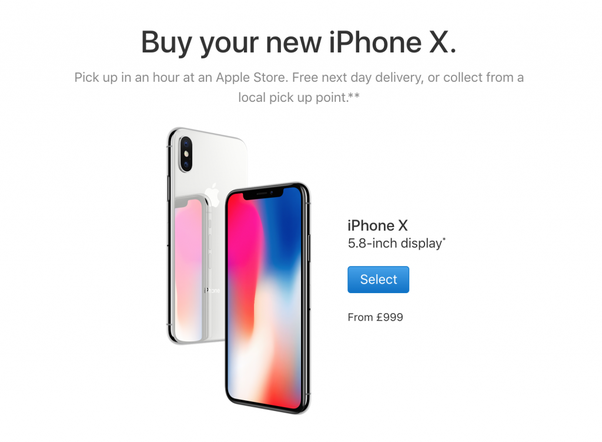 Buy your new iPhone X.
Pick up in an hour at an Apple Store. Free next day delivery, or collect from a
local pick up point.**
iPhone X
5.8-inch display*
Select
From £999